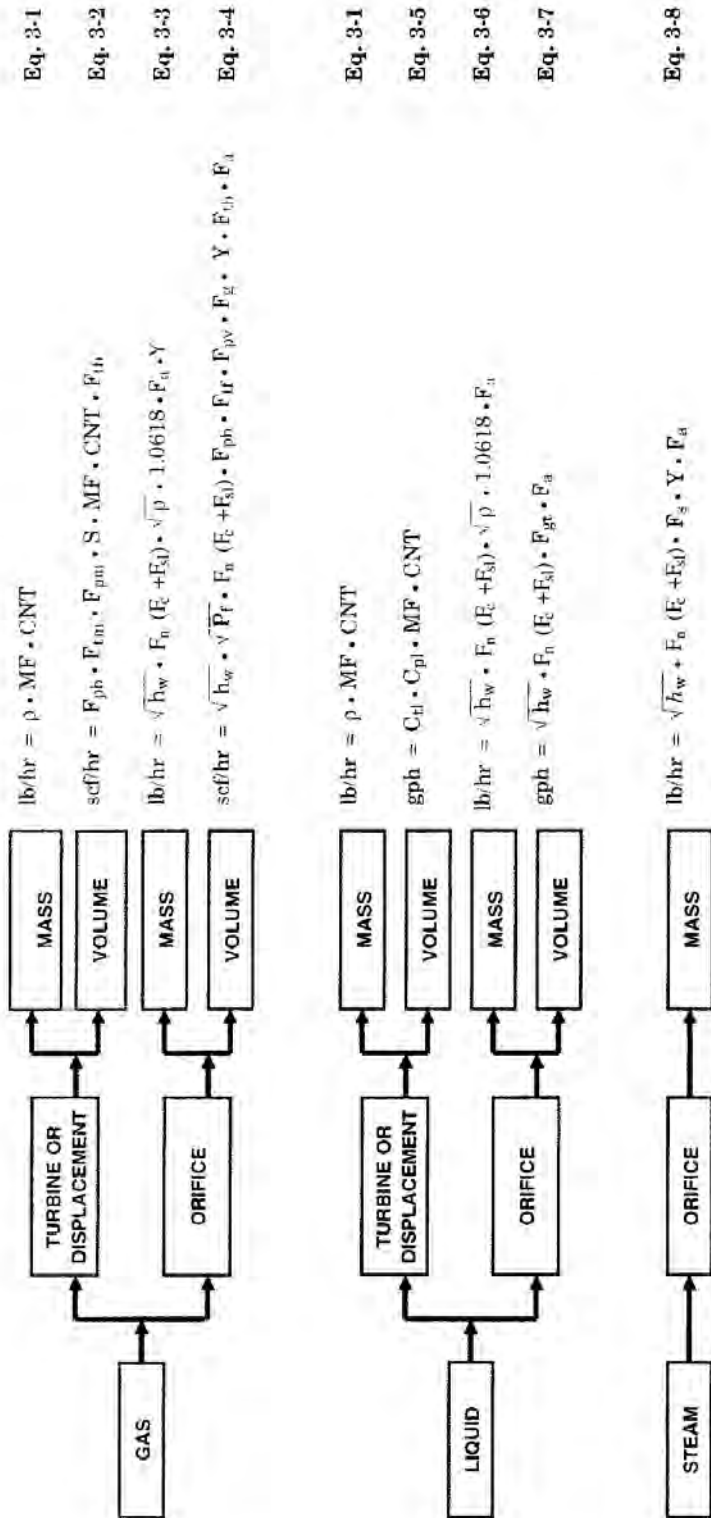 GAS
TURBINE OR
DISPLACEMENT
MASS
lb/hr = ρ • MF • CNT
Eq. 3-1
VOLUME
scf/hr = F_pb • F_tm • F_pm • S • MF • CNT • F_tb
Eq. 3-2
ORIFICE
MASS
lb/hr = √h_w • F_n (F_c + F_sl) • √ρ • 1.0618 • F_a • Y
Eq. 3-3
VOLUME
scf/hr = √h_w • √P_f • F_n (F_c + F_sl) • F_pb • F_tf • F_pv • F_g • Y • F_tb • F_a
Eq. 3-4
LIQUID
TURBINE OR
DISPLACEMENT
MASS
lb/hr = ρ • MF • CNT
Eq. 3-1
VOLUME
gph = C_tl • C_pl • MF • CNT
Eq. 3-5
ORIFICE
MASS
lb/hr = √h_w • F_n (F_c + F_sl) • √ρ • 1.0618 • F_a
Eq. 3-6
VOLUME
gph = √h_w • F_n (F_c + F_sl) • F_gt • F_a
Eq. 3-7
STEAM
ORIFICE
MASS
lb/hr = √h_w • F_n (F_c + F_sl) • F_s • Y • F_a
Eq. 3-8